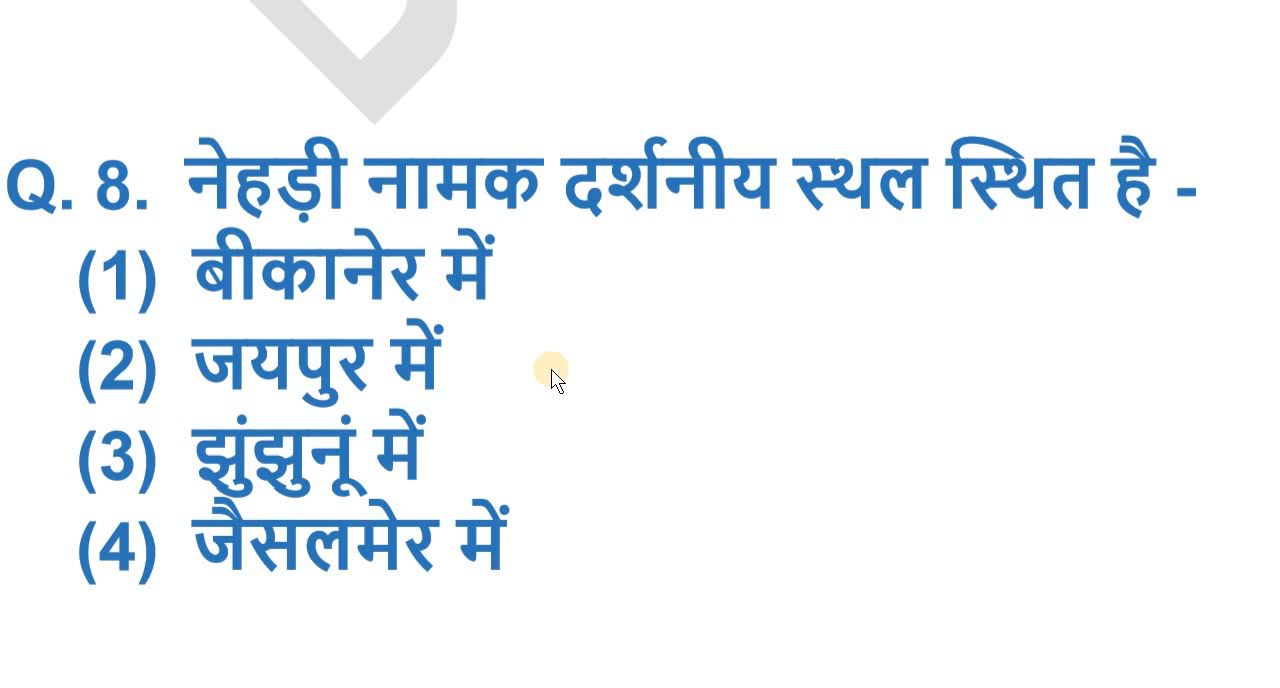 Q. 8. नेहड़ी नामक दर्शनीय स्थल स्थित है -
(1) बीकानेर में
(2) जयपुर में
(3) झुंझुनूं में
(4) जैसलमेर में